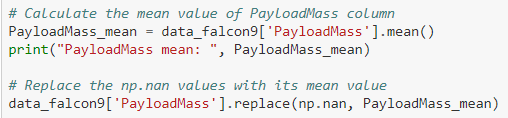 # Calculate the mean value of PayloadMass column
PayloadMass_mean = data_falcon9['PayloadMass'].mean()
print("PayloadMass mean: ", PayloadMass_mean)
# Replace the np.nan values with its mean value
data_falcon9['PayloadMass'].replace(np.nan, PayloadMass_mean)